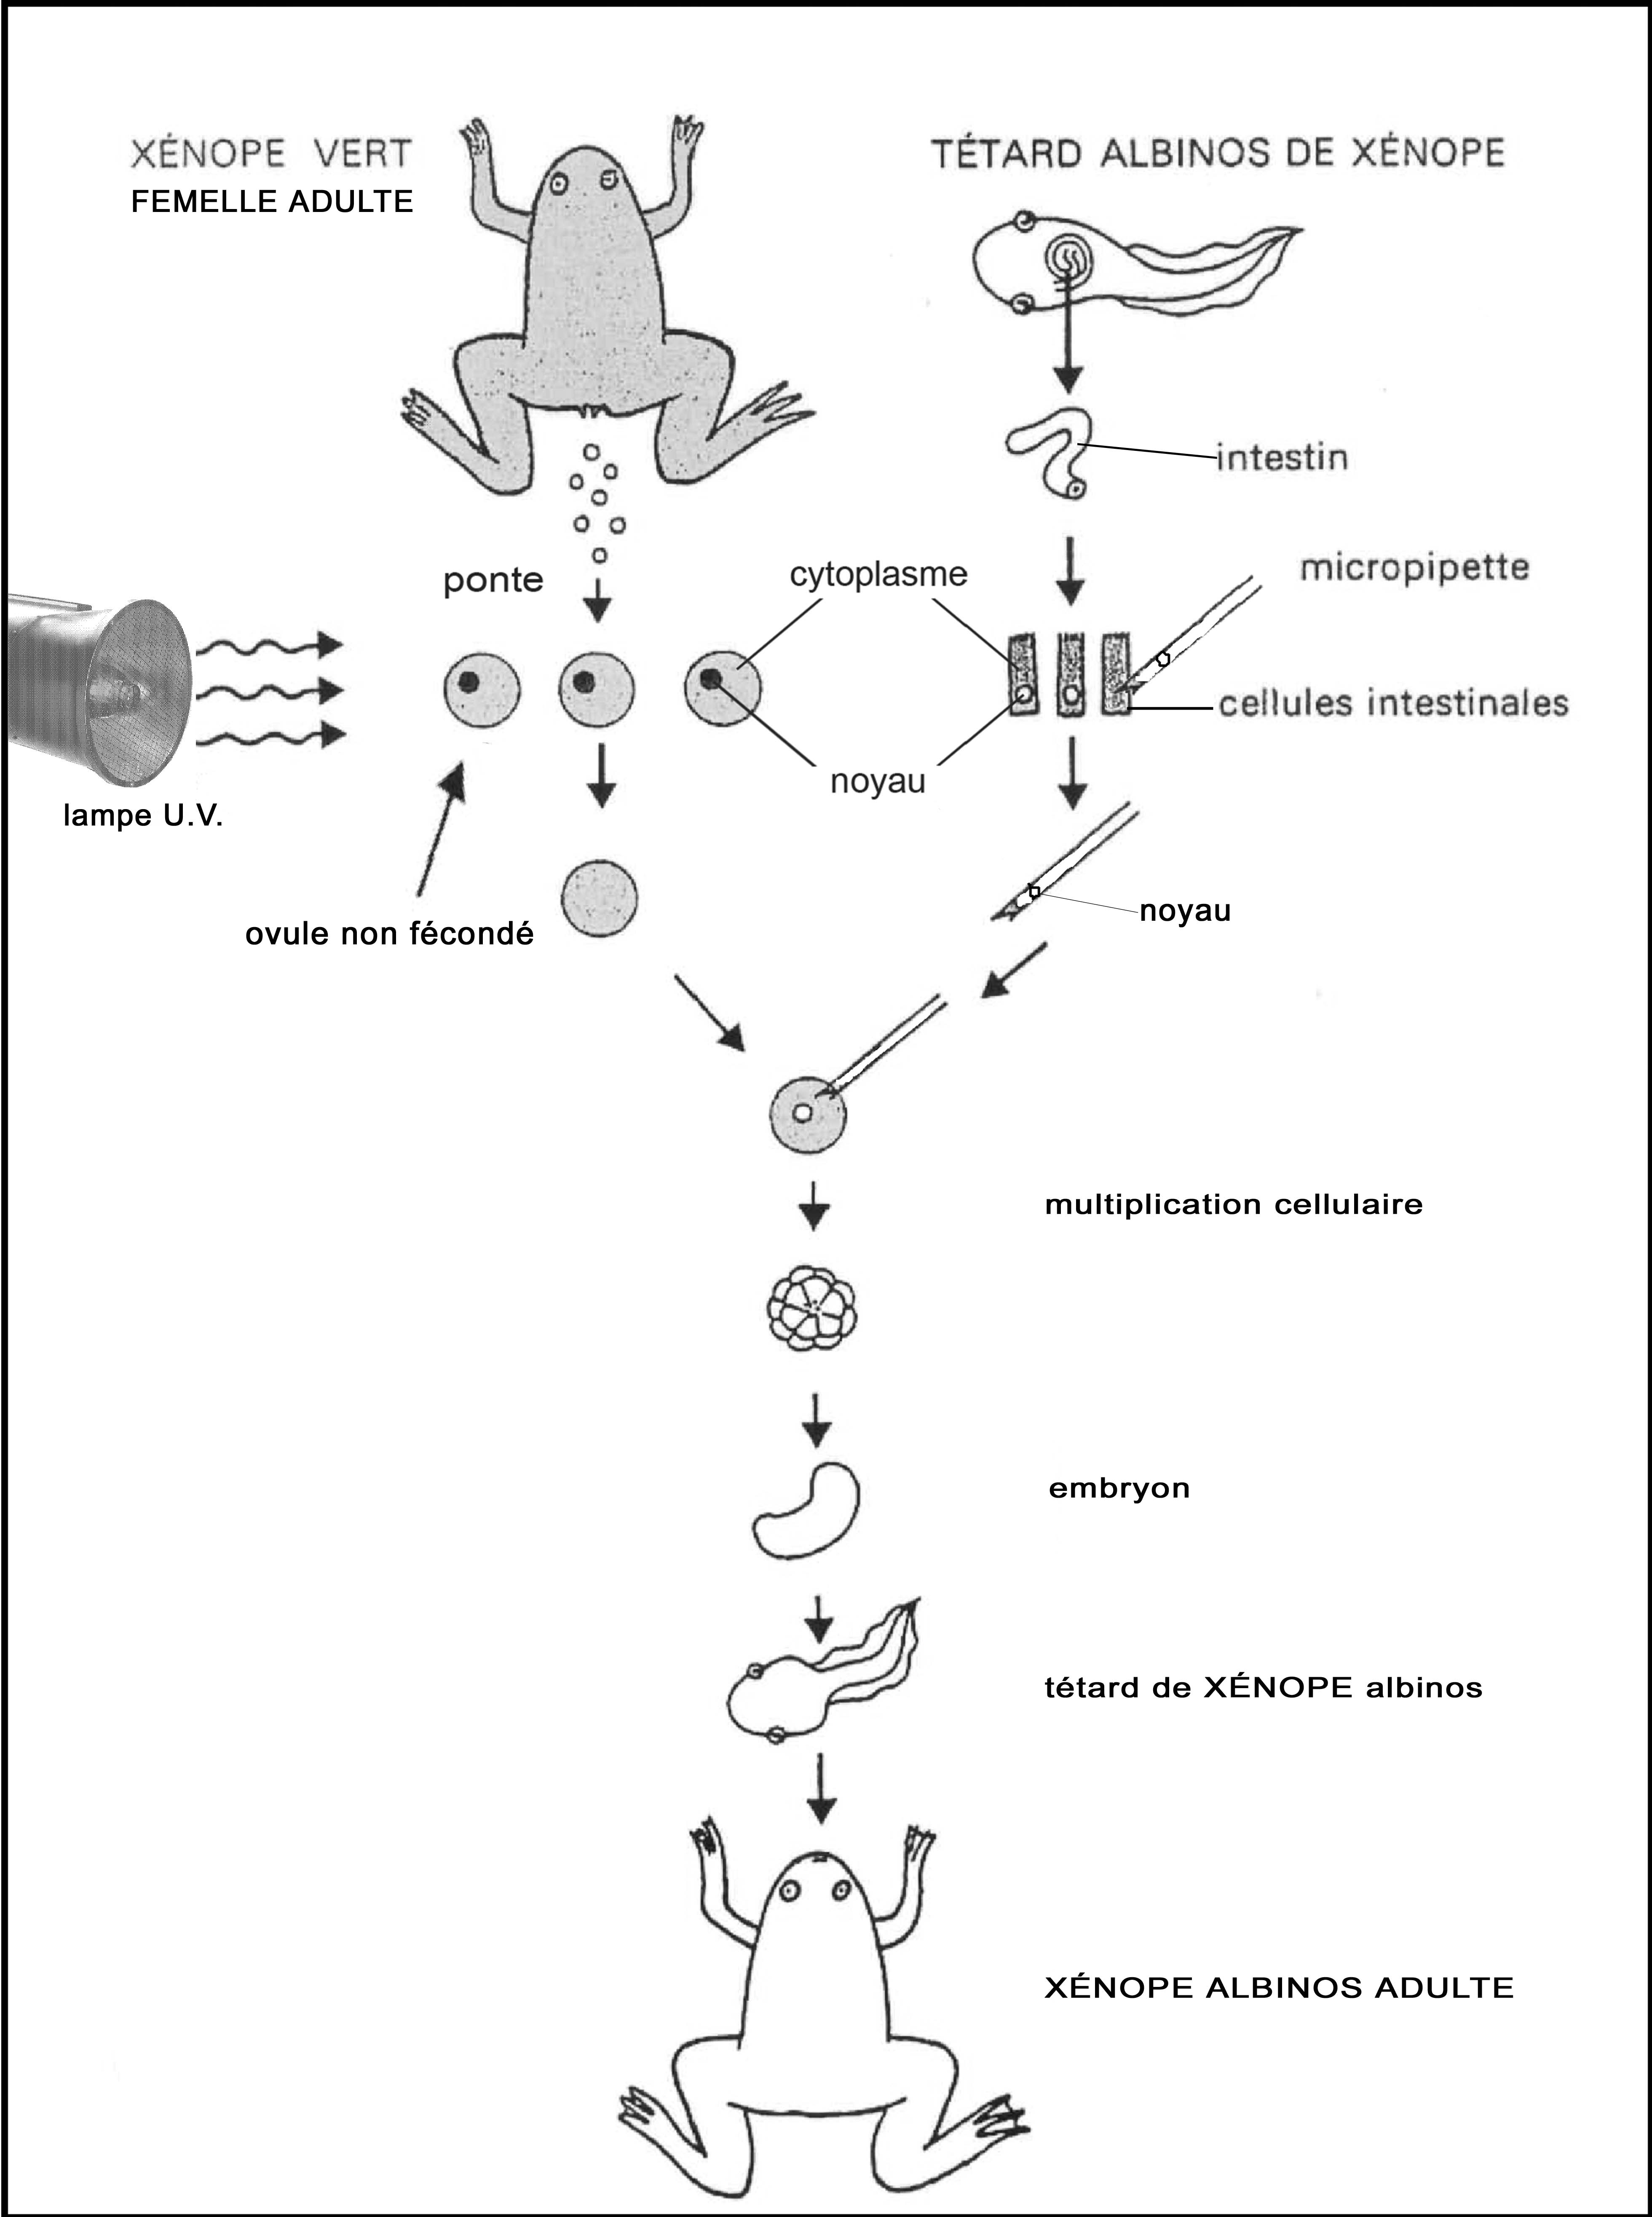 XÉNOPE VERT
FEMELLE ADULTE
TÉTARD ALBINOS DE XÉNOPE
intestin
micropipette
ponte
cytoplasme
cellules intestinales
noyau
lampe U.V.
noyau
ovule non fécondé
multiplication cellulaire
embryon
tétard de XÉNOPE albinos
XÉNOPE ALBINOS ADULTE